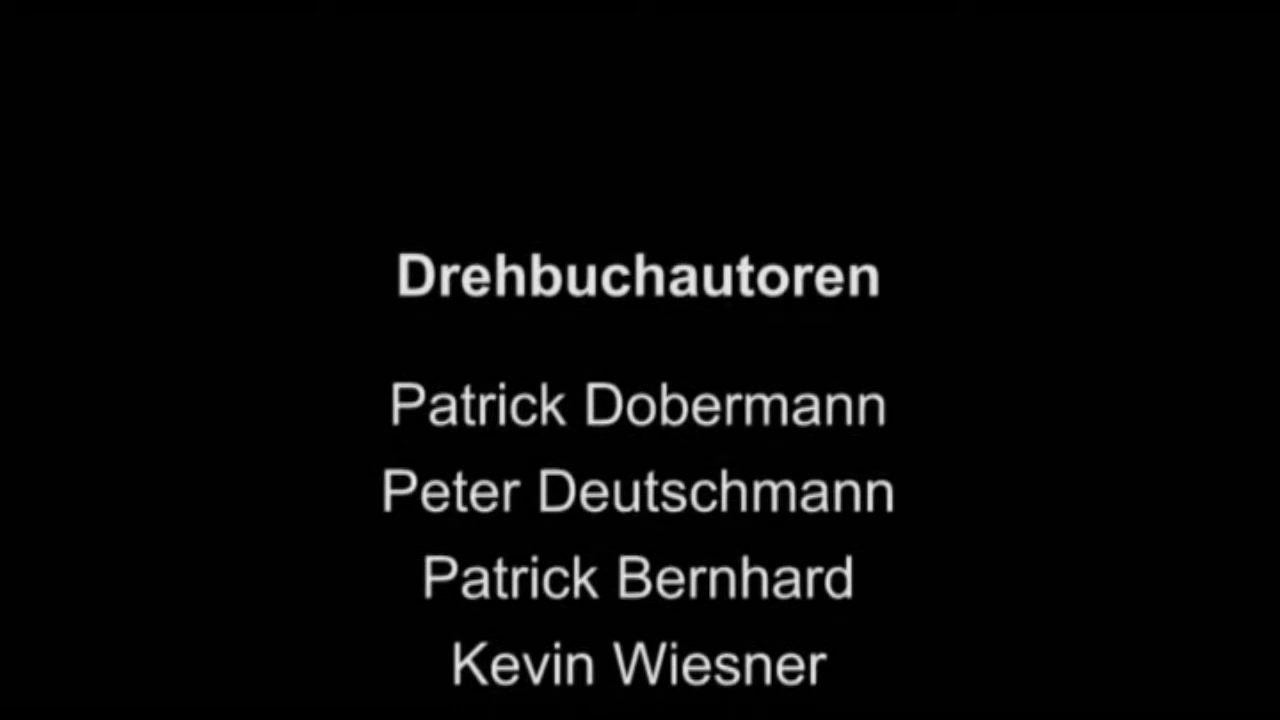 Drehbuchautoren
Patrick Dobermann
Peter Deutschmann
Patrick Bernhard
Kevin Wiesner